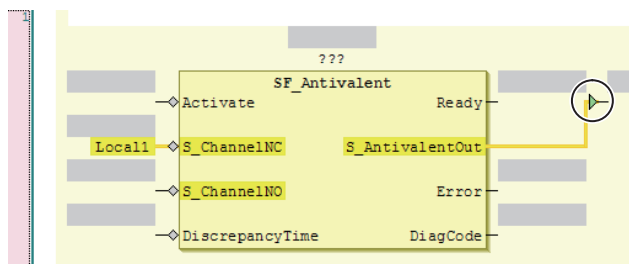 1
???
SF_Antivalent
Activate Ready
Local1 S_ChannelNC S_AntivalentOut
S_ChannelNO Error
DiscrepancyTime DiagCode